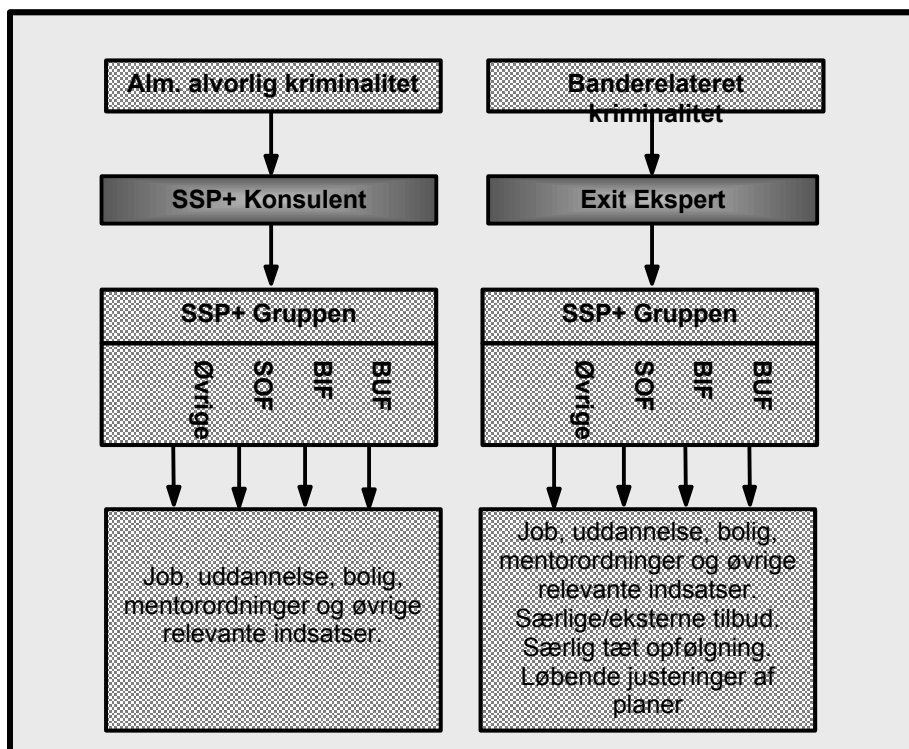 Alm. alvorlig kriminalitet
SSP+ Konsulent
SSP+ Gruppen
Øvrige
SOF
BIF
BUF
Job, uddannelse, bolig,
mentorordninger og øvrige
relevante indsatser.
Banderelateret
kriminalitet
Exit Ekspert
SSP+ Gruppen
Øvrige
SOF
BIF
BUF
Job, uddannelse, bolig,
mentorordninger og øvrige
relevante indsatser.
Særlige/eksterne tilbud.
Særlig tæt opfølgning.
Løbende justeringer af
planer